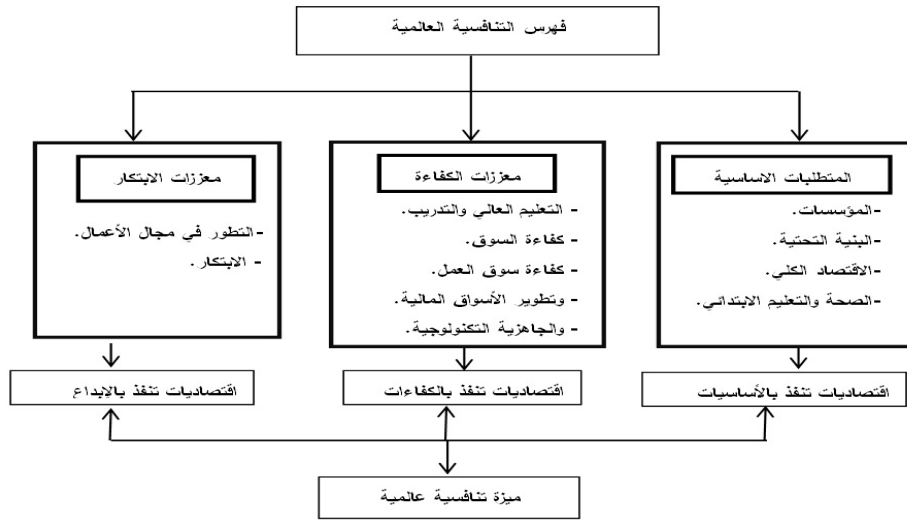 فهرس التنافسية العالمية
المتطلبات الاساسية
-المؤسسات.
-البنية التحتية.
-الاقتصاد الكلي.
-الصحة والتعليم الابتدائي.
معززات الكفاءة
- التعليم العالي والتدريب.
- كفاءة السوق.
- كفاءة سوق العمل.
- وتطوير الأسواق المالية.
- والجاهزية التكنولوجية.
معززات الابتكار
-التطور في مجال الأعمال.
- الابتكار.
اقتصاديات تنفذ بالأساسيات
اقتصاديات تنفذ بالكفاءات
اقتصاديات تنفذ بالإبداع
ميزة تنافسية عالمية